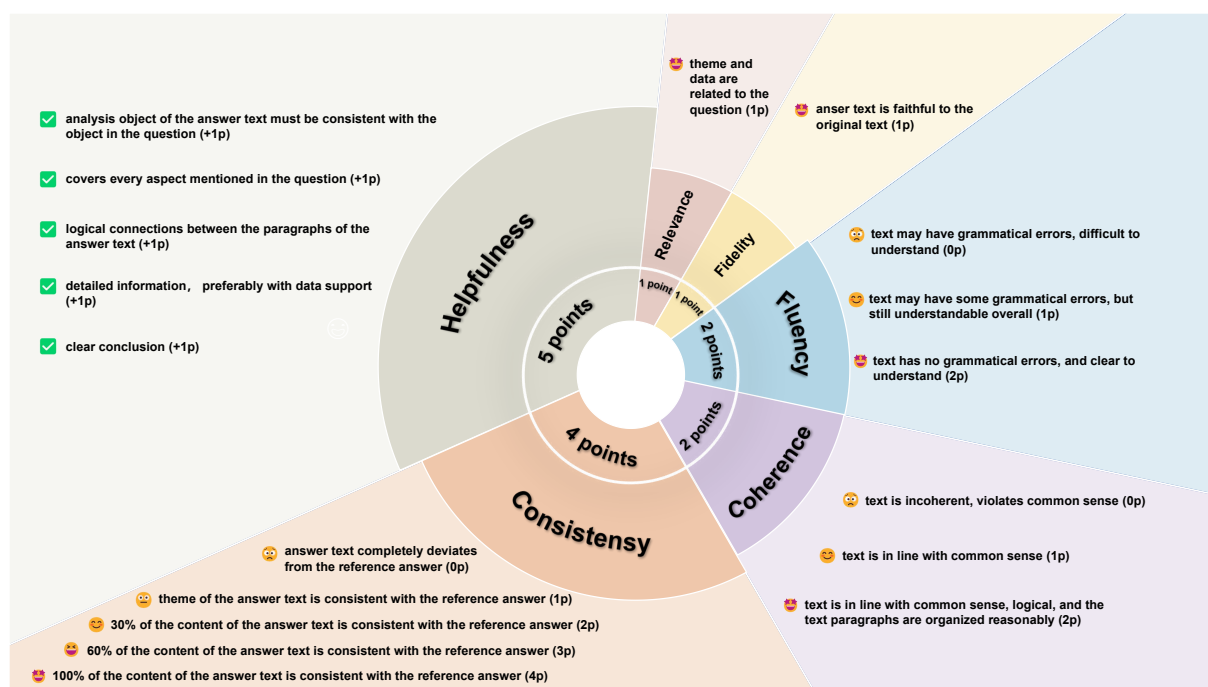 theme and
data are
related to the
question (1p)
anser text is faithful to the
original text (1p)
analysis object of the answer text must be consistent with the
object in the question (+1p)
covers every aspect mentioned in the question (+1p)
logical connections between the paragraphs of the
answer text (+1p)
detailed information， preferably with data support
(+1p)
clear conclusion (+1p)
Helpfulness
5 points
Relevance
1 point
Fidelity
1 point
Fluency
2 points
text may have grammatical errors, difficult to
understand (0p)
text may have some grammatical errors, but
still understandable overall (1p)
text has no grammatical errors, and clear to
understand (2p)
Coherence
2 points
text is incoherent, violates common sense (0p)
text is in line with common sense (1p)
text is in line with common sense, logical, and the
text paragraphs are organized reasonably (2p)
4 points
Consistensy
answer text completely deviates
from the reference answer (0p)
theme of the answer text is consistent with the reference answer (1p)
30% of the content of the answer text is consistent with the reference answer (2p)
60% of the content of the answer text is consistent with the reference answer (3p)
100% of the content of the answer text is consistent with the reference answer (4p)